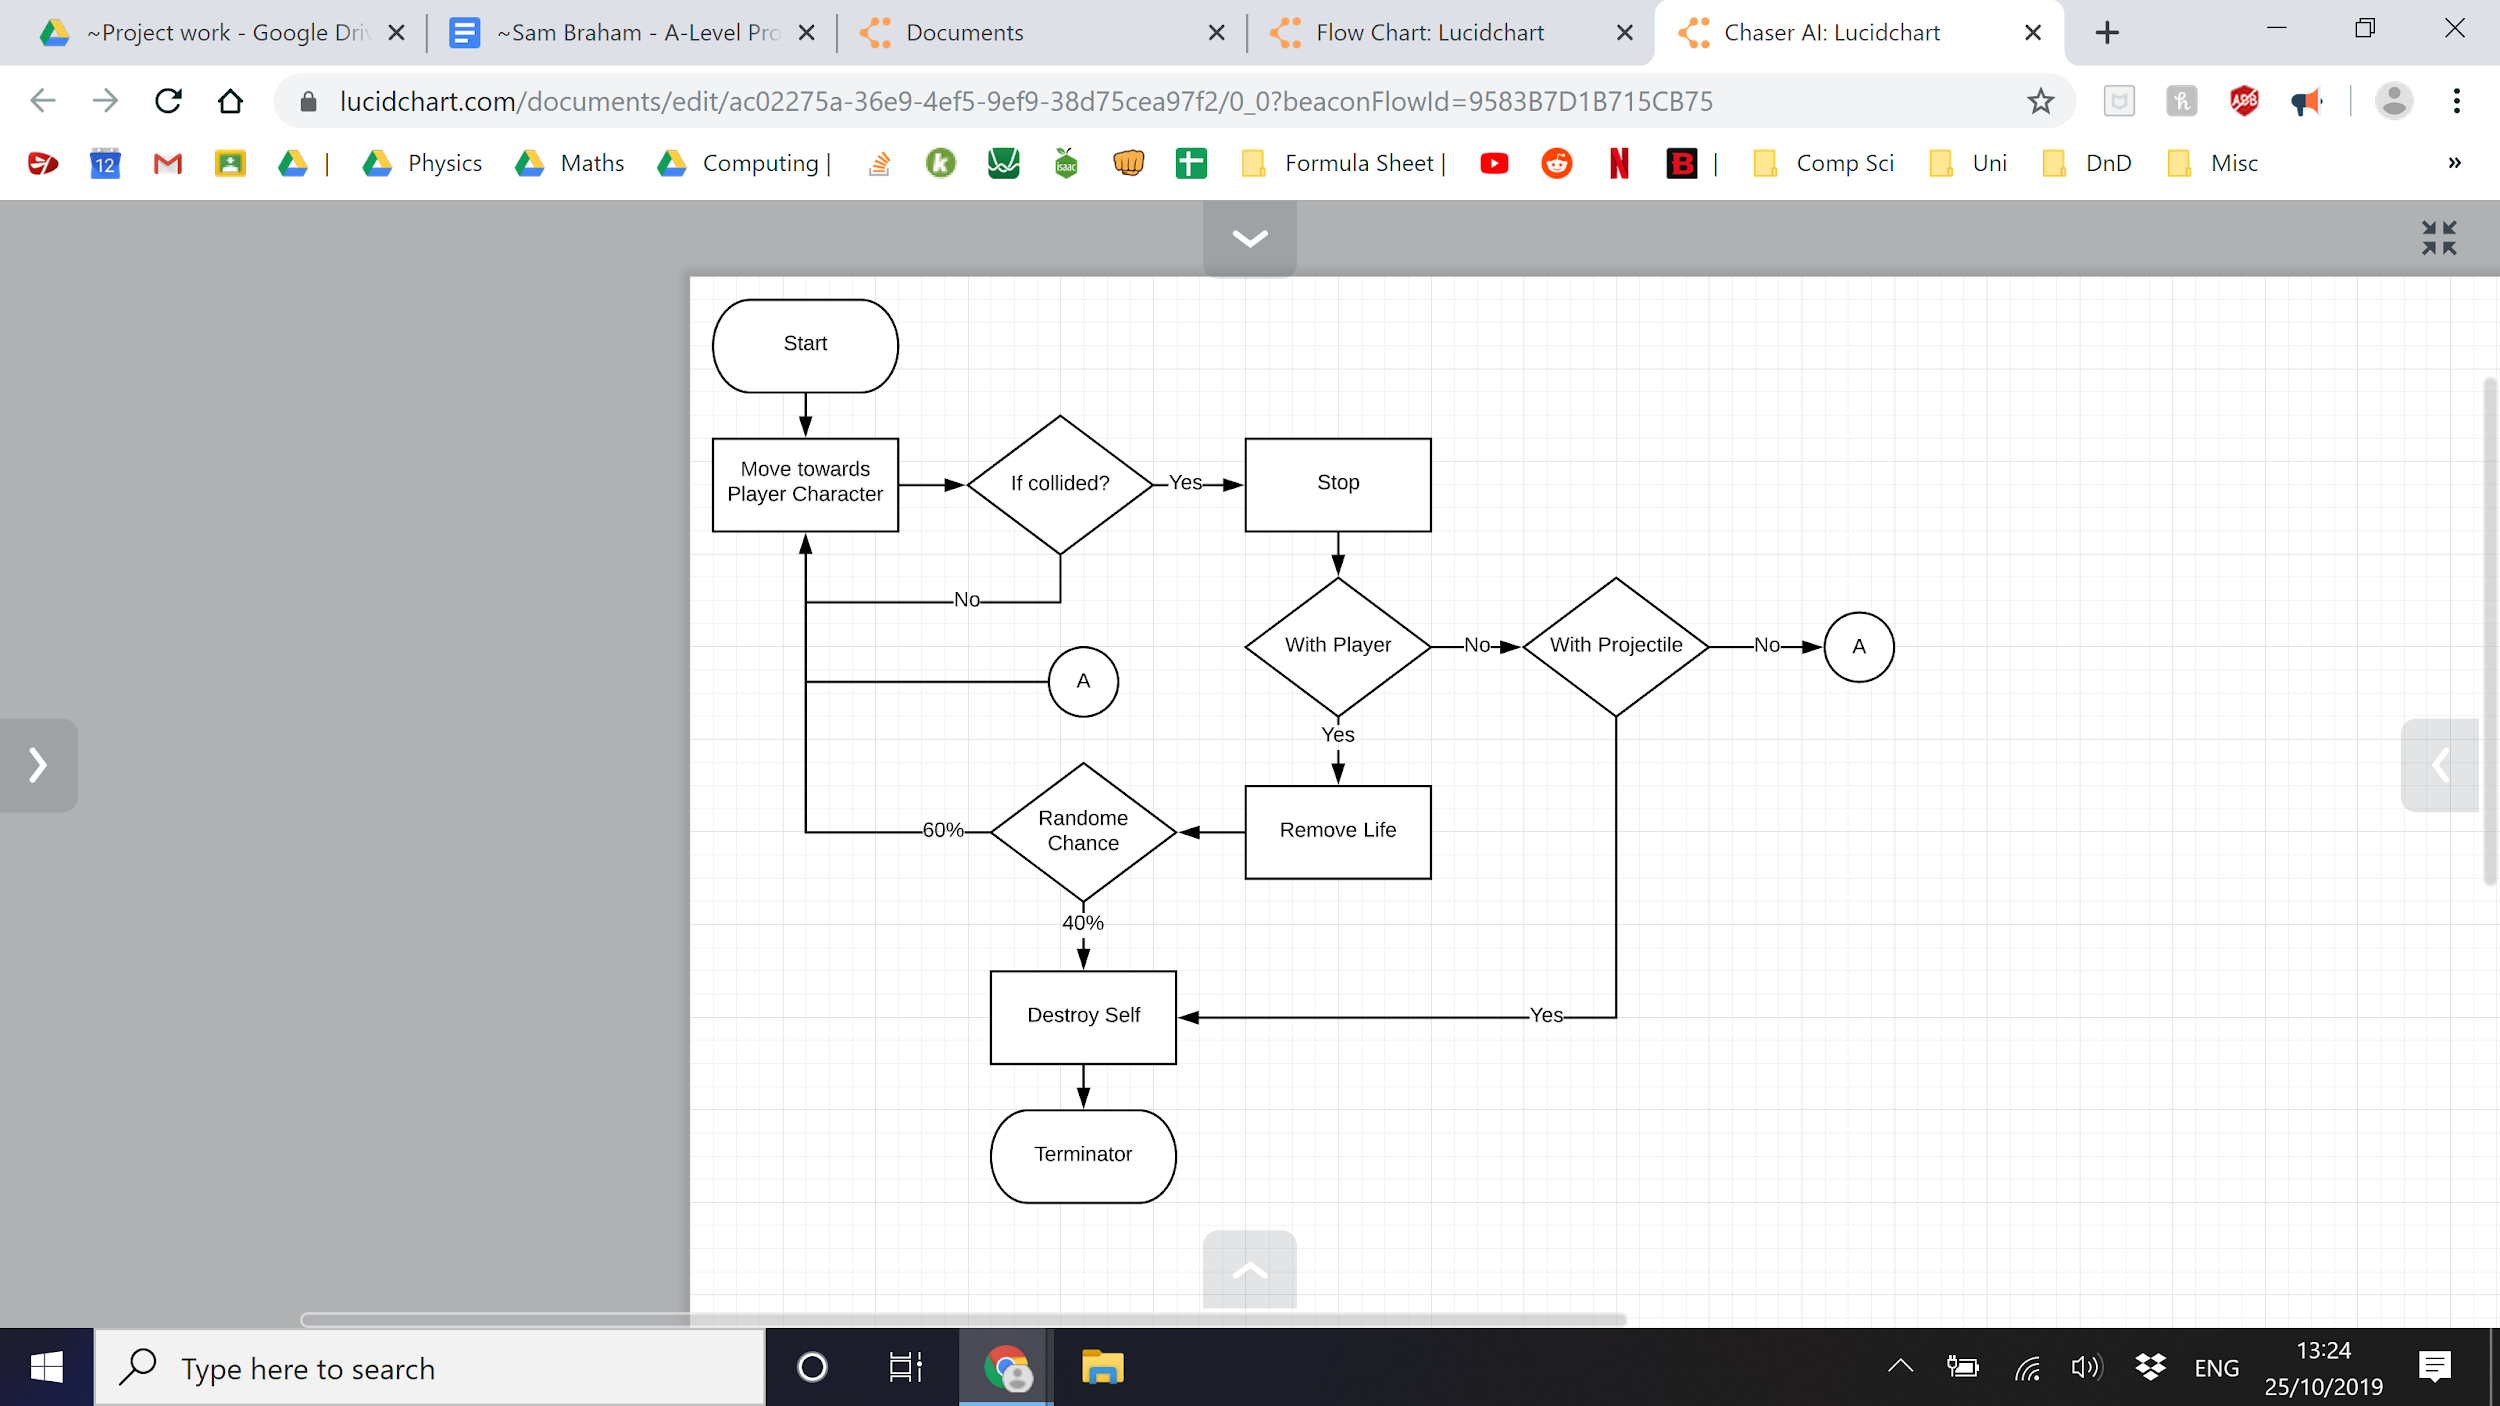 ~Project work - Google Driv
~Sam Braham - A-Level Pro
Documents
Flow Chart: Lucidchart
Chaser AI: Lucidchart
lucidchart.com/documents/edit/ac02275a-36e9-4ef5-9ef9-38d75cea97f2/0_0?beaconFlowId=9583B7D1B715CB75
ABB
12
|
Physics
Maths
Computing |
isaac
Formula Sheet |
|
Comp Sci
Uni
DnD
Misc
»
Start
Move towards
Player Character
If collided?
Yes
Stop
No
With Player
No
With Projectile
No
A
A
Yes
Randome
Chance
60%
Remove Life
40%
Destroy Self
Yes
Terminator
Type here to search
ENG
13:24
25/10/2019